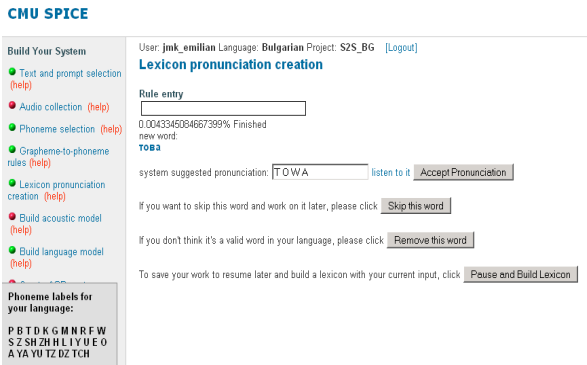 CMU SPICE
User: jmk_emilian Language: Bulgarian Project: S2S_BG [Logout]
Lexicon pronunciation creation
Build Your System
Text and prompt selection
(help)
Audio collection (help)
Phoneme selection (help)
Grapheme-to-phoneme
rules (help)
Lexicon pronunciation
creation (help)
Build acoustic model
(help)
Build language model
(help)
Phoneme labels for
your language:
P B T D K G M N R F W
S Z SH ZH H L I Y U E O
A YA YU TZ DZ TCH
Rule entry
0.0043345084667399% Finished
new word:
това
system suggested pronunciation: T O W A listen to it Accept Pronunciation
If you want to skip this word and work on it later, please click Skip this word
If you don't think it's a valid word in your language, please click Remove this word
To save your work to resume later and build a lexicon with your current input, click Pause and Build Lexicon